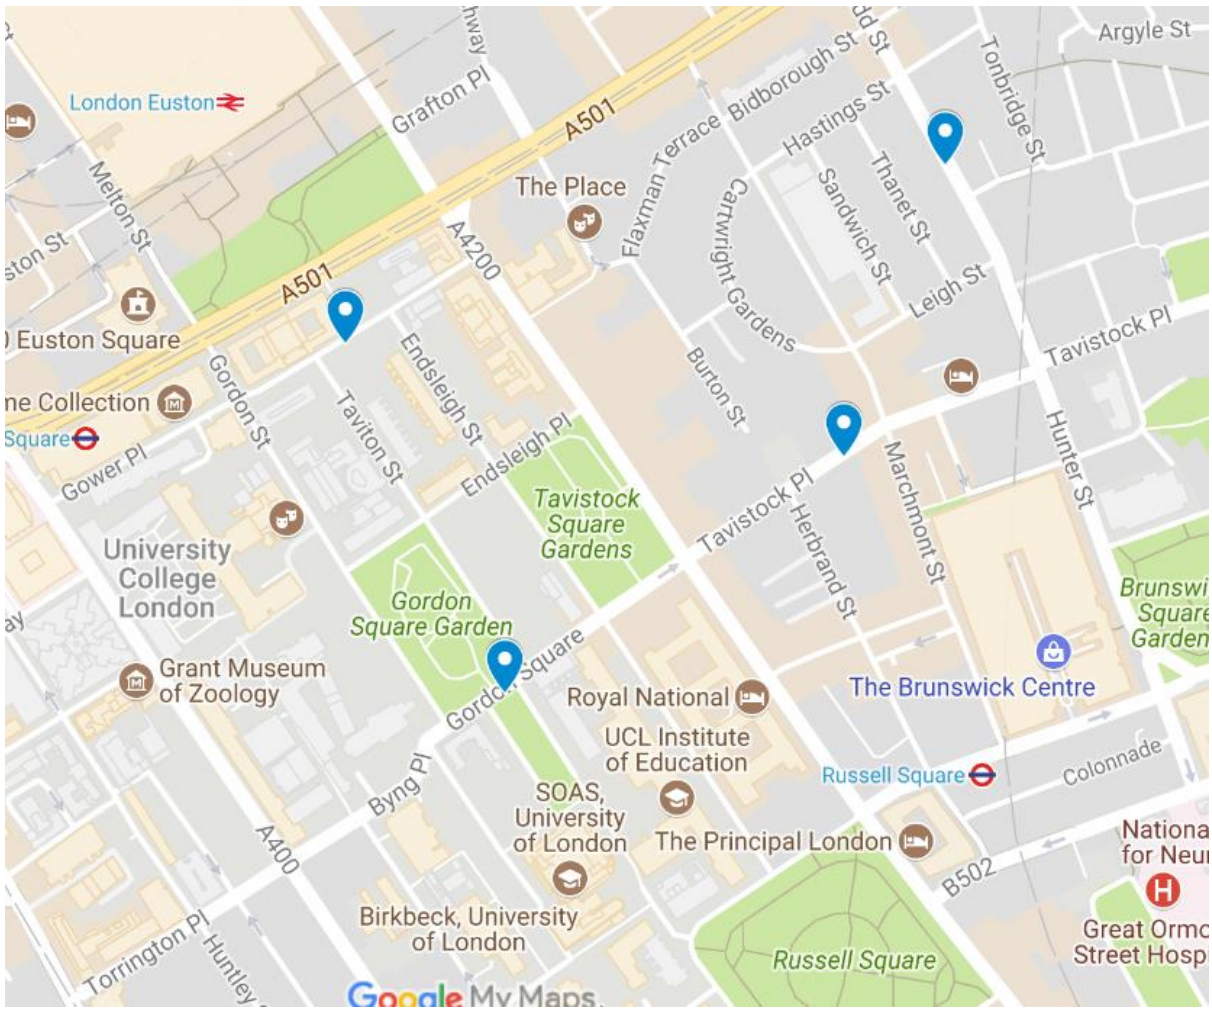 Argyle St
Tonbridge St
Bidborough St
Grafton Pl
A501
London Euston
Hastings St
Melton St
The Place
Flaxman Terrace
Cartwright Gardens
Sandwich St
Thanet St
A4200
A501
Leigh St
Euston Square
Tavistock Pl
Endsleigh St
Burton St
Gordon St
Taviton St
me Collection
Square
Gower Pl
Endsleigh Pl
Hunter St
Marchmont St
Tavistock
Square
Gardens
Tavistock Pl
Herbrand St
University
College
London
Gordon
Square Garden
Gordon Square
Grant Museum
of Zoology
Royal National
The Brunswick Centre
UCL Institute
of Education
Russell Square
Colonnade
Byng Pl
SOAS,
University
of London
The Principal London
A400
B502
Birkbeck, University
of London
Torrington Pl
Huntley
Russell Square
Google My Maps